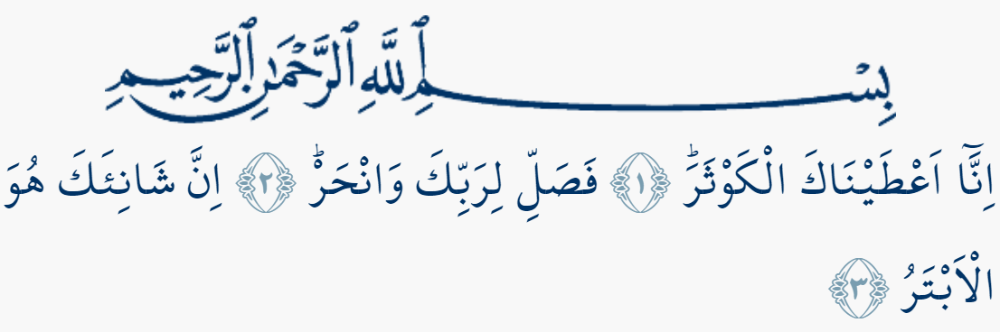 بِسْمِ اللَّهِ الرَّحْمَٰنِ الرَّحِيمِ
اِنَّٓا اَعْطَيْنَاكَ الْكَوْثَرَۜ ﴿١﴾ فَصَلِّ لِرَبِّكَ وَانْحَرْۜ ﴿٢﴾ اِنَّ شَانِئَكَ هُوَ
الْاَبْتَرُ ﴿٣﴾